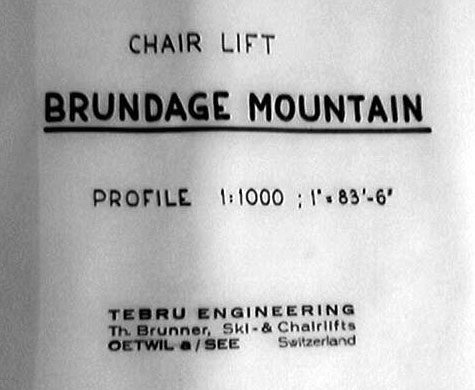 CHAIR LIFT
BRUNDAGE MOUNTAIN
PROFILE 1:1000 ; 1"=83'-6"
TEBRU ENGINEERING
Th. Brunner, Ski-& Chairlifts
OETWIL a/SEE Switzerland